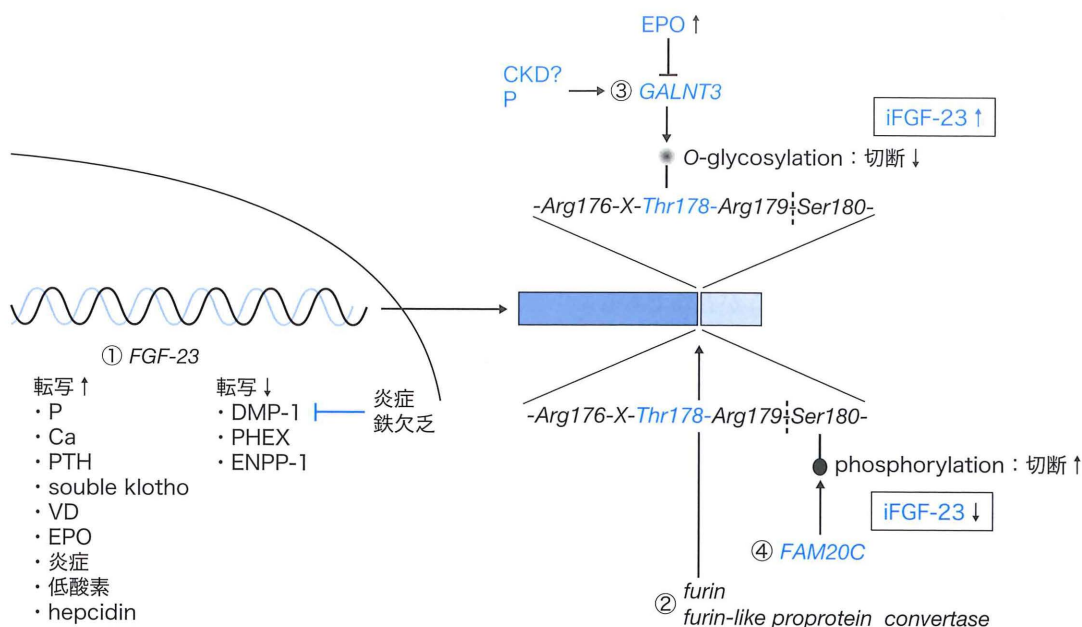 EPO↑
CKD?
P
③ GALNT3
iFGF-23↑
O-glycosylation：切断↓
-Arg176-X-Thr178-Arg179-Ser180-
① FGF-23
転写↑
・P
・Ca
・PTH
・souble klotho
・VD
・EPO
・炎症
・低酸素
・hepcidin
転写↓
・DMP-1
・PHEX
・ENPP-1
炎症
鉄欠乏
-Arg176-X-Thr178-Arg179-Ser180-
phosphorylation：切断↑
iFGF-23↓
④ FAM20C
② furin
furin-like proprotein convertase